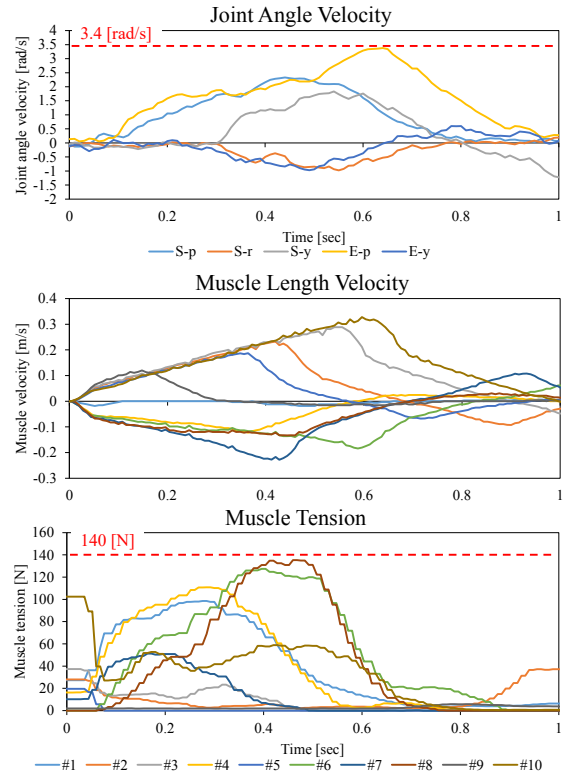 Joint Angle Velocity
3.4 [rad/s]
Joint angle velocity [rad/s]
4
3.5
3
2.5
2
1.5
1
0.5
0
-0.5
-1
-1.5
-2
0 0.2 0.4 0.6 0.8 1
Time [sec]
S-p S-r S-y E-p E-y
Muscle Length Velocity
Muscle velocity [m/s]
0.4
0.3
0.2
0.1
0
-0.1
-0.2
-0.3
0 0.2 0.4 0.6 0.8 1
Muscle Tension
140 [N]
Muscle tension [N]
160
140
120
100
80
60
40
20
0
0 0.2 0.4 0.6 0.8 1
Time [sec]
#1 #2 #3 #4 #5 #6 #7 #8 #9 #10